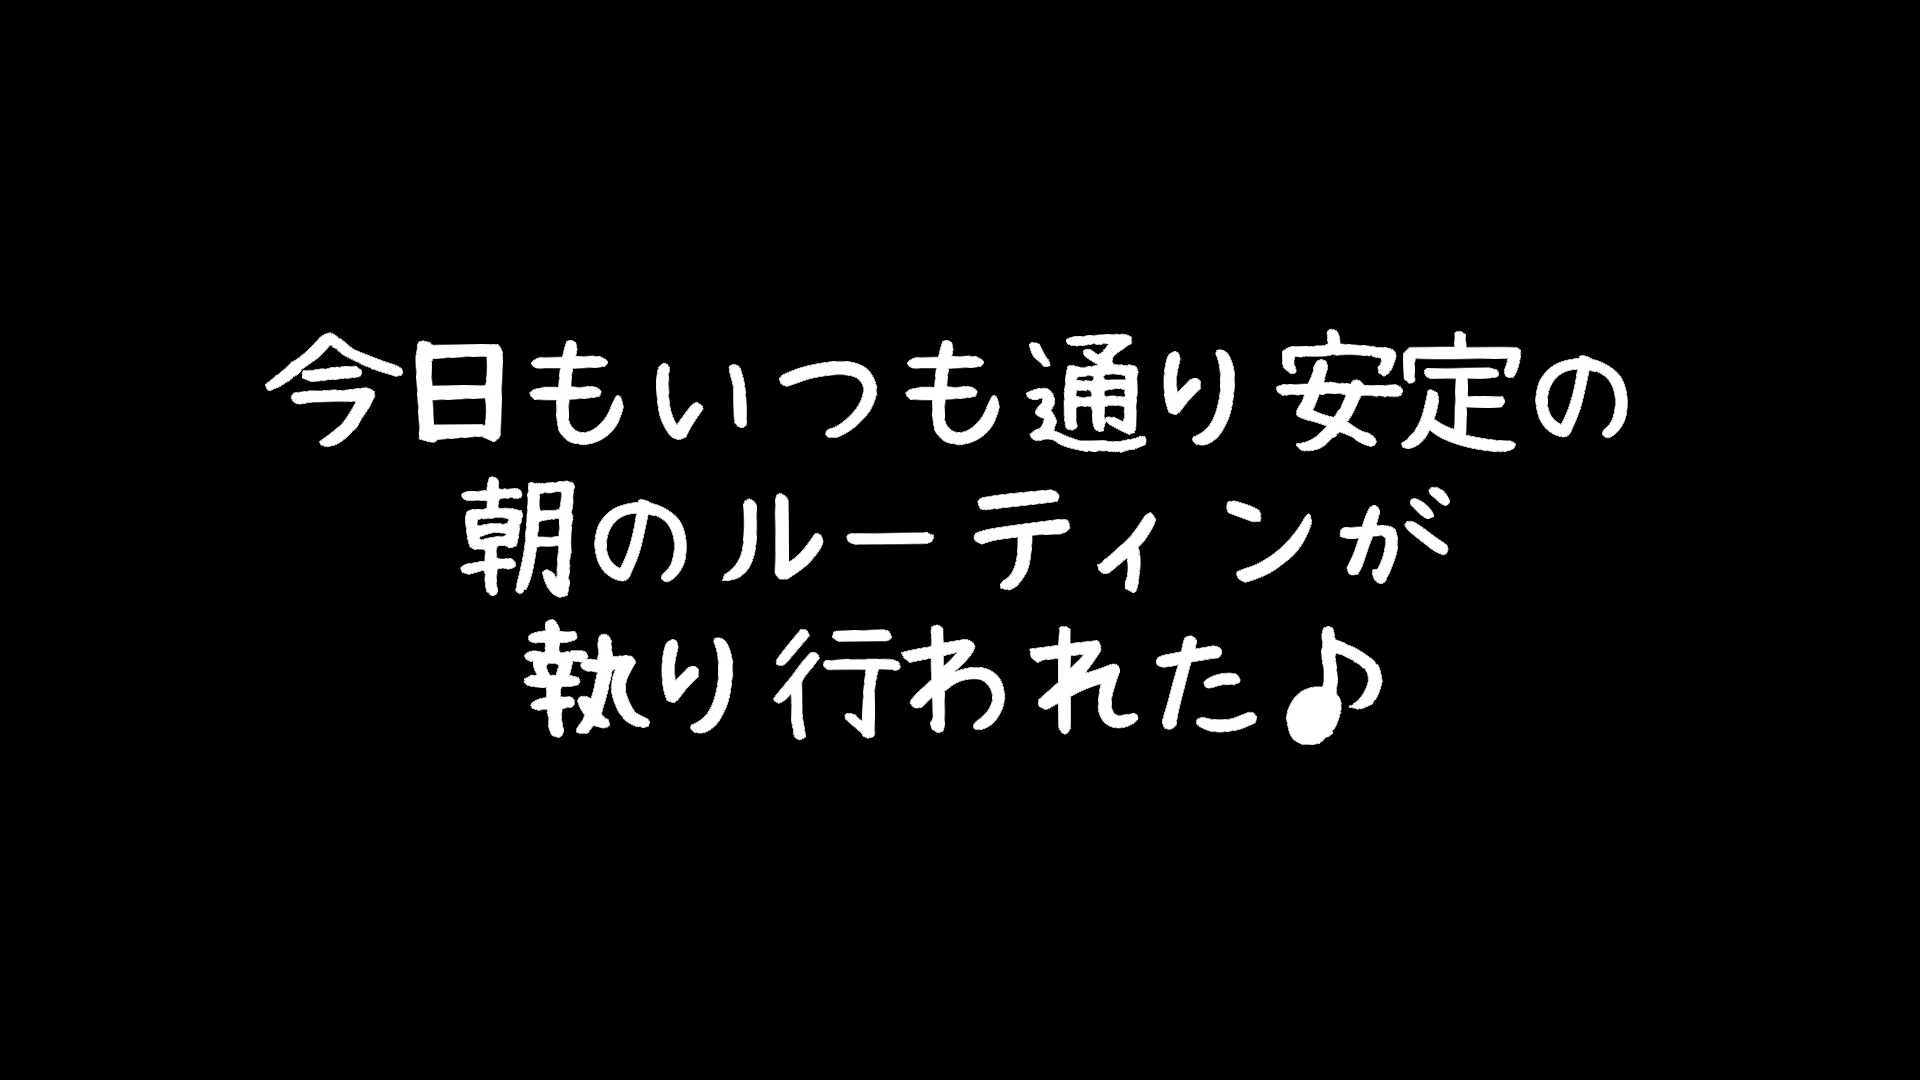 今日もいつも通り安定の
朝のルーティンが
執り行われた♪